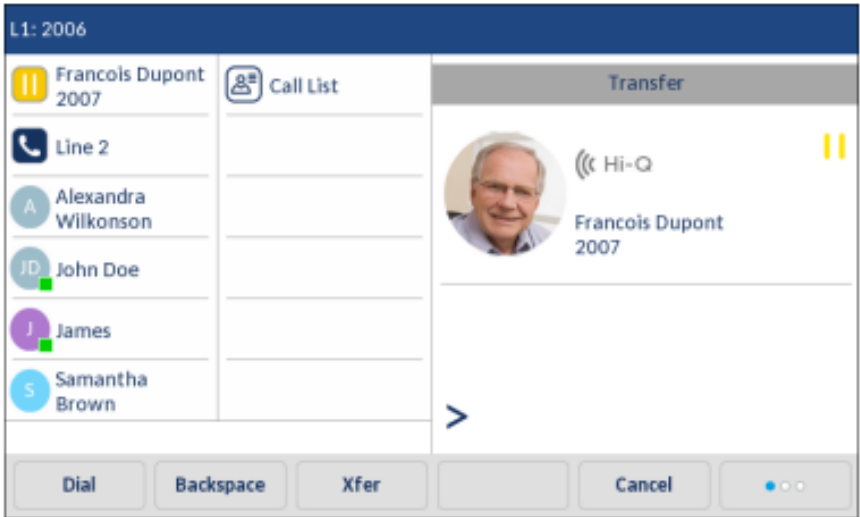 L1: 2006
Francois Dupont
2007
Line 2
A
Alexandra
Wilkonson
JD
John Doe
J
James
S
Samantha
Brown
Call List
Transfer
Hi-Q
Francois Dupont
2007
>
Dial
Backspace
Xfer
Cancel